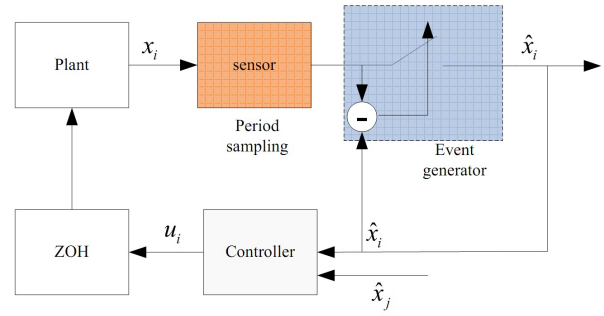 Plant
x_i
sensor
x̂_i
Period
sampling
-
Event
generator
ZOH
u_i
Controller
x̂_i
x̂_j